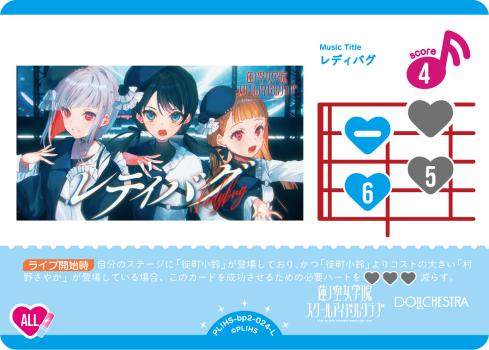 Music Title
レディバグ
score
4
蓮ノ空女学院
スクールアイドルクラブ
レディバグ
Ladybug
6
5
ライブ開始時 自分のステージに「徒町小鈴」が登場しており、かつ「徒町小鈴」よりコストの大きい「村
野さやか」が登場している場合、このカードを成功させるための必要ハートを 減らす。
蓮ノ空女学院
スクールアイドルクラブ
DOLLCHESTRA
ALL
PL!HS-bp2-024-L
©PL!HS